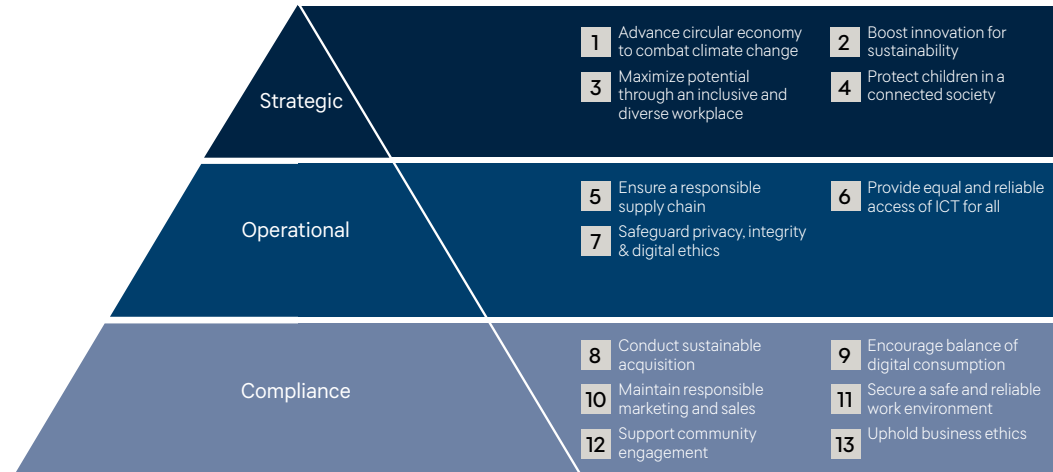 Strategic
1
Advance circular economy
to combat climate change
2
Boost innovation for
sustainability
3
Maximize potential
through an inclusive and
diverse workplace
4
Protect children in a
connected society
Operational
5
Ensure a responsible
supply chain
6
Provide equal and reliable
access of ICT for all
7
Safeguard privacy, integrity
& digital ethics
Compliance
8
Conduct sustainable
acquisition
9
Encourage balance of
digital consumption
10
Maintain responsible
marketing and sales
11
Secure a safe and reliable
work environment
12
Support community
engagement
13
Uphold business ethics